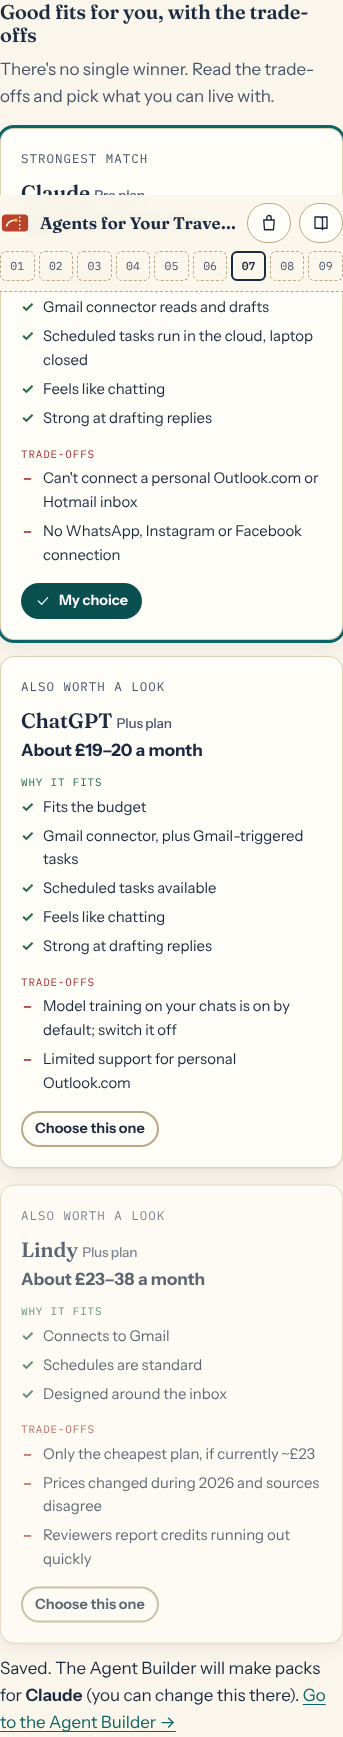 Good fits for you, with the trade-
offs
There's no single winner. Read the trade-
offs and pick what you can live with.
STRONGEST MATCH
Claude Pro plan
Agents for Your Trave...
01 02 03 04 05 06 07 08 09
✓ Gmail connector reads and drafts
✓ Scheduled tasks run in the cloud, laptop
closed
✓ Feels like chatting
✓ Strong at drafting replies
TRADE-OFFS
– Can't connect a personal Outlook.com or
Hotmail inbox
– No WhatsApp, Instagram or Facebook
connection
✓ My choice
ALSO WORTH A LOOK
ChatGPT Plus plan
About £19–20 a month
WHY IT FITS
✓ Fits the budget
✓ Gmail connector, plus Gmail-triggered
tasks
✓ Scheduled tasks available
✓ Feels like chatting
✓ Strong at drafting replies
TRADE-OFFS
– Model training on your chats is on by
default; switch it off
– Limited support for personal
Outlook.com
Choose this one
ALSO WORTH A LOOK
Lindy Plus plan
About £23–38 a month
WHY IT FITS
✓ Connects to Gmail
✓ Schedules are standard
✓ Designed around the inbox
TRADE-OFFS
– Only the cheapest plan, if currently ~£23
– Prices changed during 2026 and sources
disagree
– Reviewers report credits running out
quickly
Choose this one
Saved. The Agent Builder will make packs
for Claude (you can change this there). Go
to the Agent Builder →